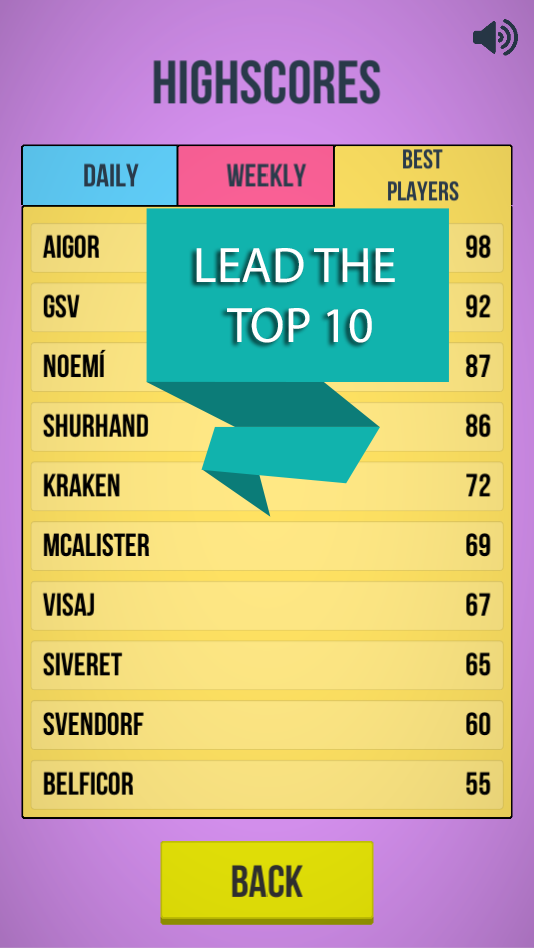 HIGHSCORES
DAILY
WEEKLY
BEST
PLAYERS
LEAD THE
TOP 10
AIGOR 98
GSV 92
NOEMÍ 87
SHURHAND 86
KRAKEN 72
MCALISTER 69
VISAJ 67
SIVERET 65
SVENDORF 60
BELFICOR 55
BACK